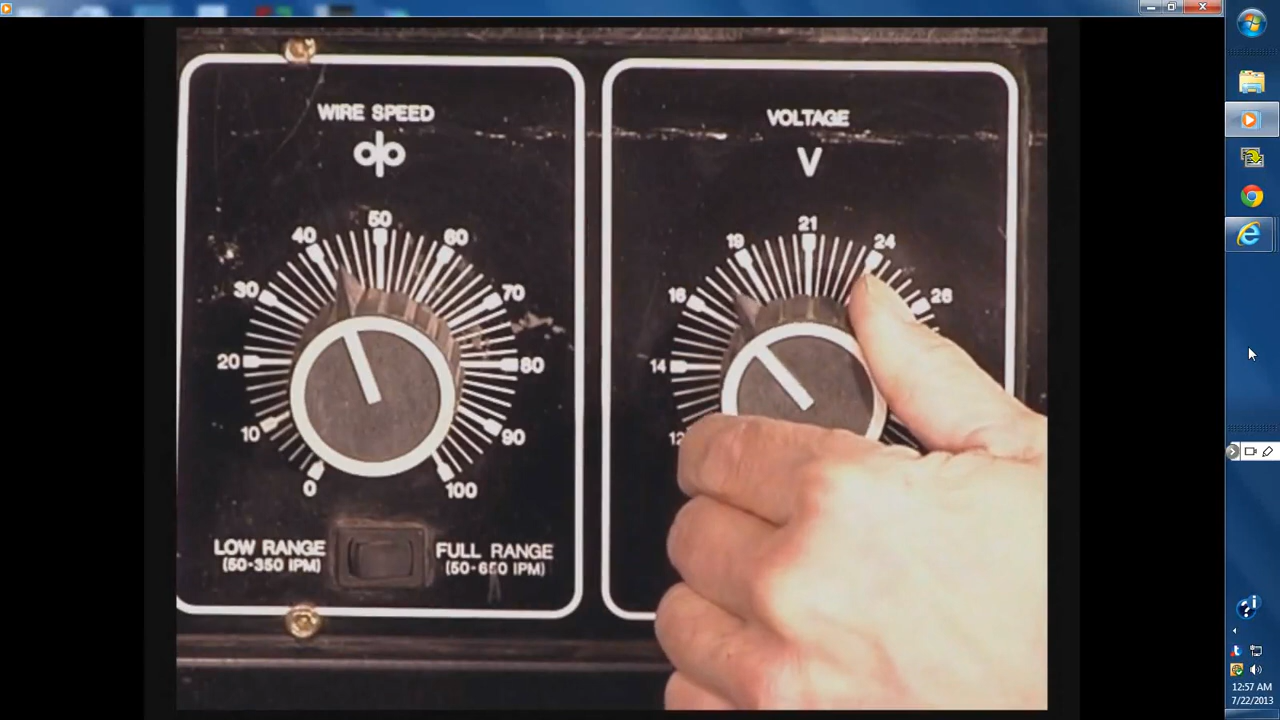 WIRE SPEED
0
10
20
30
40
50
60
70
80
90
100
LOW RANGE
(50-350 IPM)
FULL RANGE
(50-650 IPM)
VOLTAGE
V
14
16
19
21
24
26
12:57 AM
7/22/2013